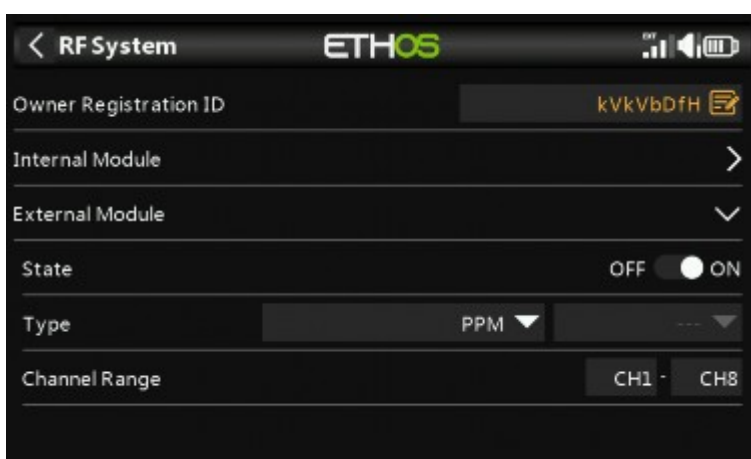 RF System ETHOS EXT
Owner Registration ID kVkVbDfH
Internal Module
External Module
State OFF ON
Type PPM ---
Channel Range CH1 - CH8